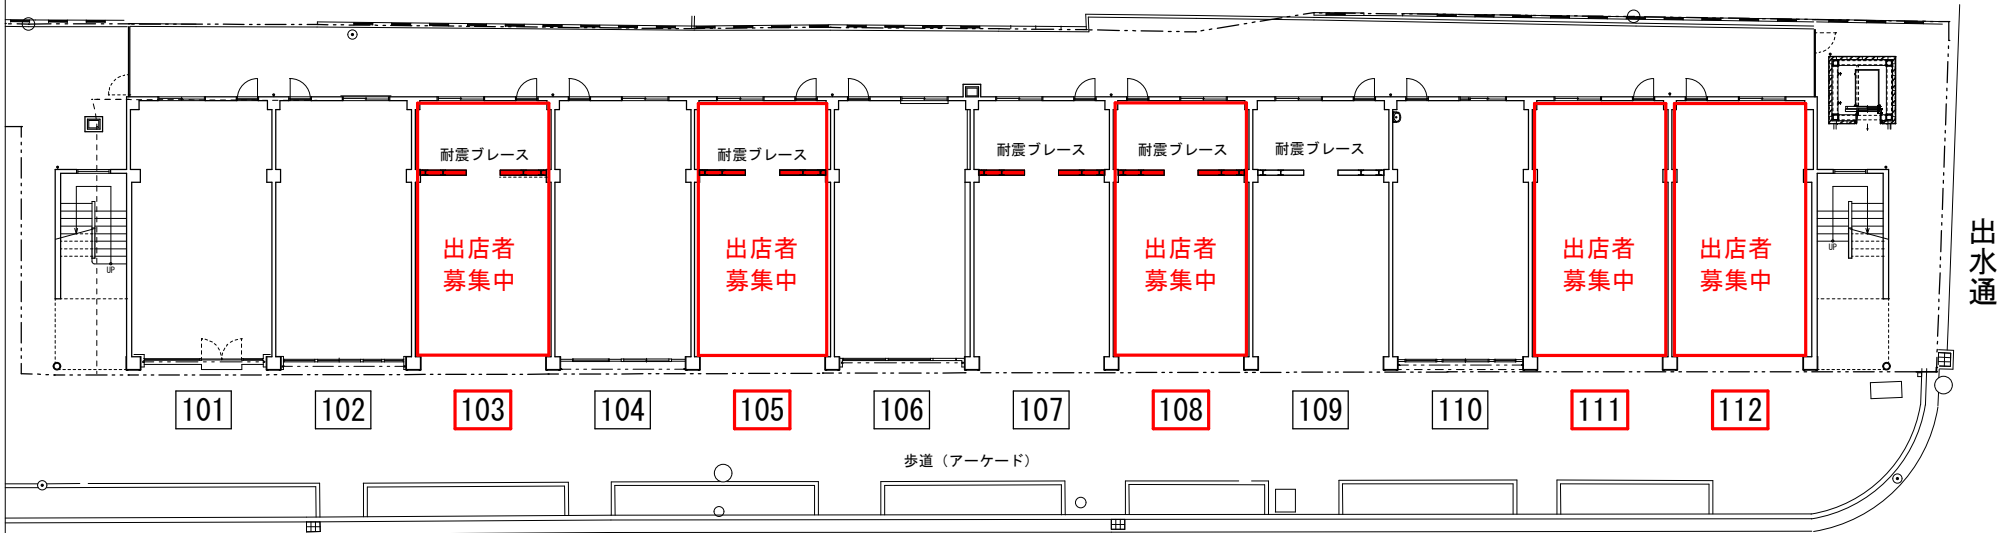 耐震ブレース
耐震ブレース
耐震ブレース
耐震ブレース
耐震ブレース
出店者
募集中
出店者
募集中
出店者
募集中
出店者
募集中
出店者
募集中
UP
UP
出水通
101
102
103
104
105
106
107
108
109
110
111
112
歩道（アーケード）